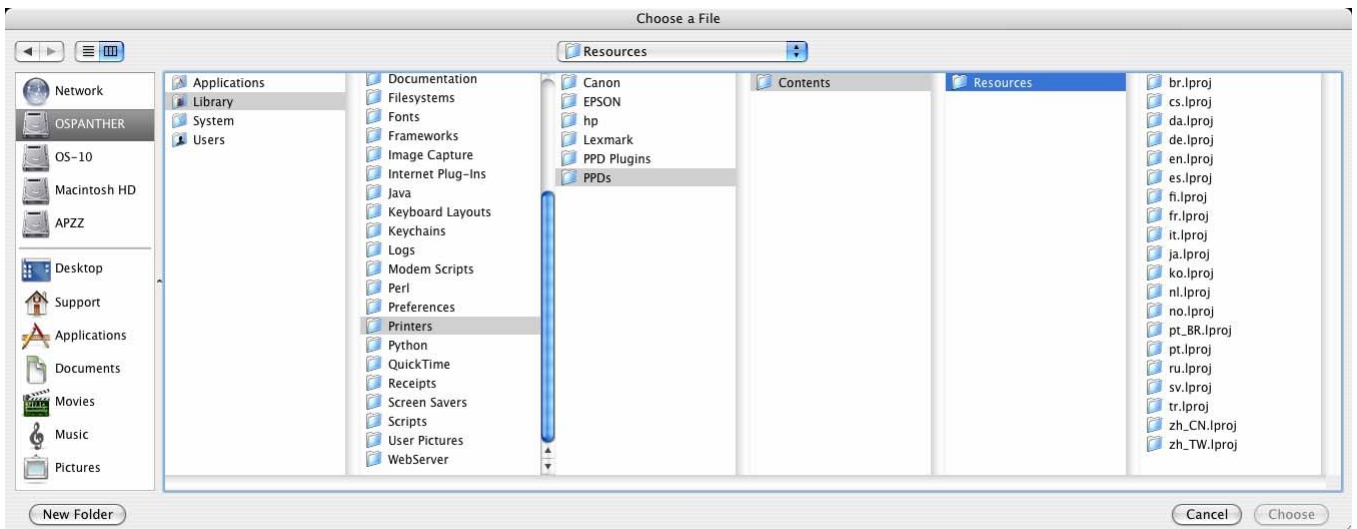 Choose a File
Resources
Network
OSPANTHER
OS-10
Macintosh HD
APZZ
Desktop
Support
Applications
Documents
Movies
Music
Pictures
Applications
Library
System
Users
Documentation
Filesystems
Fonts
Frameworks
Image Capture
Internet Plug-Ins
Java
Keyboard Layouts
Keychains
Logs
Modem Scripts
Perl
Preferences
Printers
Python
QuickTime
Receipts
Screen Savers
Scripts
User Pictures
WebServer
Canon
EPSON
hp
Lexmark
PPD Plugins
PPDs
Contents
Resources
br.lproj
cs.lproj
da.lproj
de.lproj
en.lproj
es.lproj
fi.lproj
fr.lproj
it.lproj
ja.lproj
ko.lproj
nl.lproj
no.lproj
pt_BR.lproj
pt.lproj
ru.lproj
sv.lproj
tr.lproj
zh_CN.lproj
zh_TW.lproj
New Folder
Cancel
Choose